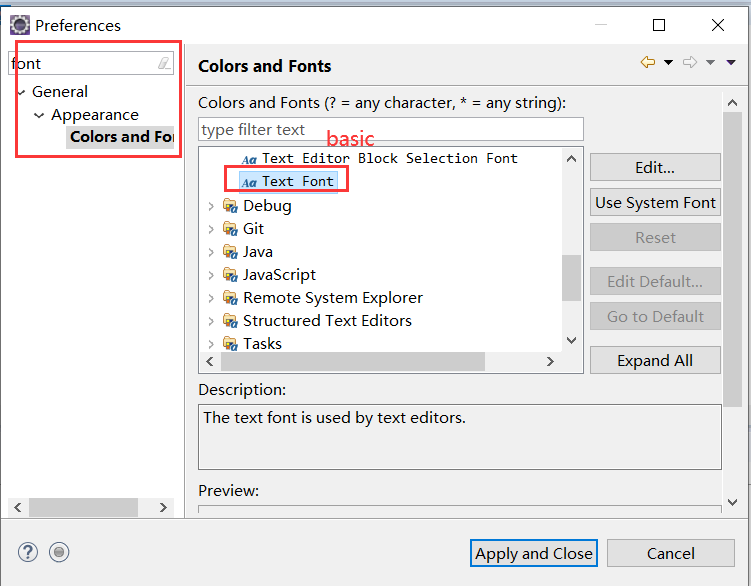 Preferences
font
General
Appearance
Colors and Fo
Colors and Fonts
Colors and Fonts (? = any character, * = any string):
type filter text
basic
Aa Text Editor Block Selection Font
Aa Text Font
Debug
Git
Java
JavaScript
Remote System Explorer
Structured Text Editors
Tasks
Edit...
Use System Font
Reset
Edit Default...
Go to Default
Expand All
Description:
The text font is used by text editors.
Preview:
?
Apply and Close
Cancel